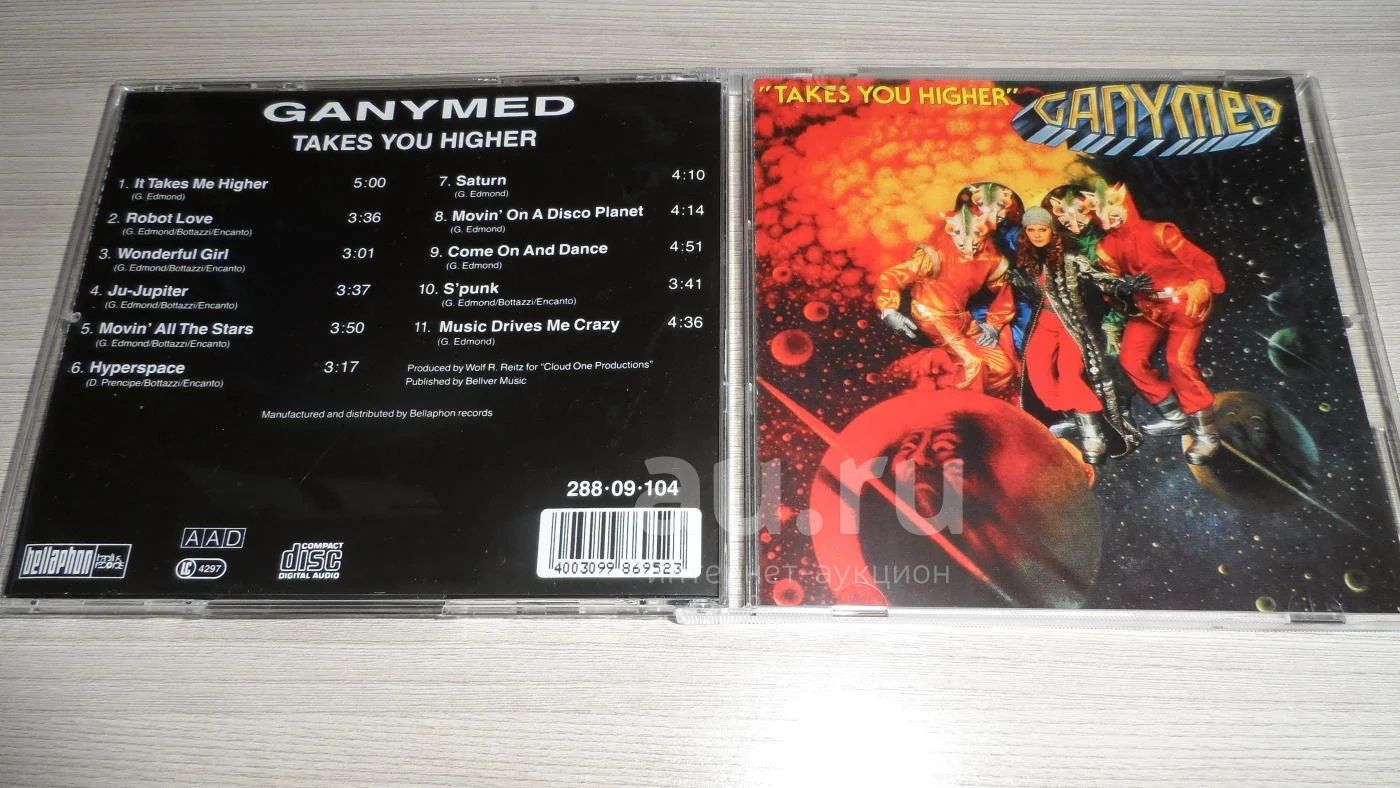 GANYMED
TAKES YOU HIGHER
1. It Takes Me Higher 5:00
(G. Edmond)
2. Robot Love 3:36
(G. Edmond/Bottazzi/Encanto)
3. Wonderful Girl 3:01
(G. Edmond/Bottazzi/Encanto)
4. Ju-Jupiter 3:37
(G. Edmond/Bottazzi/Encanto)
5. Movin' All The Stars 3:50
(G. Edmond/Bottazzi/Encanto)
6. Hyperspace 3:17
(D. Prencipe/Bottazzi/Encanto)
7. Saturn 4:10
(G. Edmond)
8. Movin' On A Disco Planet 4:14
(G. Edmond)
9. Come On And Dance 4:51
(G. Edmond)
10. S'punk 3:41
(G. Edmond/Bottazzi/Encanto)
11. Music Drives Me Crazy 4:36
(G. Edmond)
Produced by Wolf R. Reitz for "Cloud One Productions"
Published by Bellver Music
Manufactured and distributed by Bellaphon records
288·09·104
bellaphon
AAD
LC 4297
COMPACT
disc
DIGITAL AUDIO
4003099 869523
"TAKES YOU HIGHER"
GANYMED
au.ru
интернет-аукцион